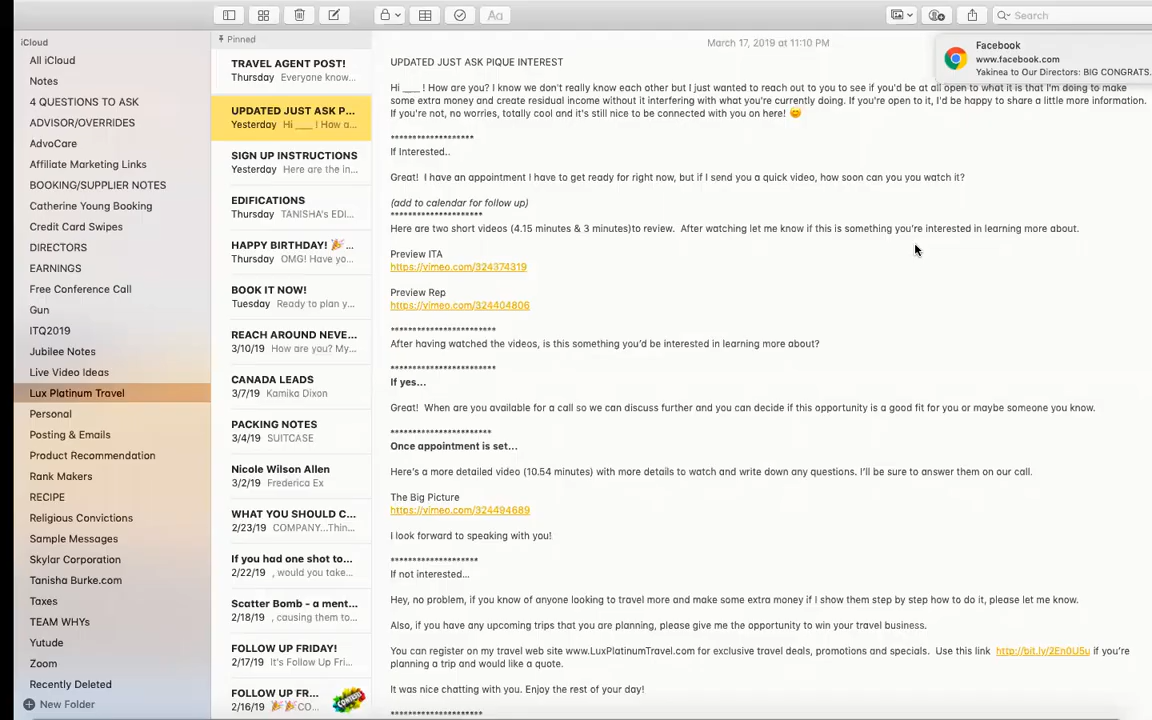 Aa
Search
iCloud
All iCloud
Notes
4 QUESTIONS TO ASK
ADVISOR/OVERRIDES
AdvoCare
Affiliate Marketing Links
BOOKING/SUPPLIER NOTES
Catherine Young Booking
Credit Card Swipes
DIRECTORS
EARNINGS
Free Conference Call
Gun
ITQ2019
Jubilee Notes
Live Video Ideas
Lux Platinum Travel
Personal
Posting & Emails
Product Recommendation
Rank Makers
RECIPE
Religious Convictions
Sample Messages
Skylar Corporation
Tanisha Burke.com
Taxes
TEAM WHYs
Yutude
Zoom
Recently Deleted
New Folder
Pinned
TRAVEL AGENT POST!
Thursday Everyone know...
UPDATED JUST ASK P...
Yesterday Hi ____ ! How a...
SIGN UP INSTRUCTIONS
Yesterday Here are the in...
EDIFICATIONS
Thursday TANISHA's EDI...
HAPPY BIRTHDAY! 🎉...
Thursday OMG! Have yo...
BOOK IT NOW!
Tuesday Ready to plan y...
REACH AROUND NEVE...
3/10/19 How are you? My...
CANADA LEADS
3/7/19 Kamika Dixon
PACKING NOTES
3/4/19 SUITCASE
Nicole Wilson Allen
3/2/19 Frederica Ex
WHAT YOU SHOULD C...
2/23/19 COMPANY...Thin...
If you had one shot to...
2/22/19 , would you take...
Scatter Bomb - a ment...
2/18/19 , causing them to...
FOLLOW UP FRIDAY!
2/17/19 It's Follow Up Fri...
FOLLOW UP FR...
2/16/19 🎉🎉CO...
March 17, 2019 at 11:10 PM
Facebook
www.facebook.com
Yakinea to Our Directors: BIG CONGRATS.
UPDATED JUST ASK PIQUE INTEREST
Hi ____ ! How are you? I know we don't really know each other but I just wanted to reach out to you to see if you'd be at all open to what it is that I'm doing to make
some extra money and create residual income without it interfering with what you're currently doing. If you're open to it, I'd be happy to share a little more information.
If you're not, no worries, totally cool and it's still nice to be connected with you on here! 😊
*******************
If Interested..
Great! I have an appointment I have to get ready for right now, but if I send you a quick video, how soon can you you watch it?
(add to calendar for follow up)
*********************
Here are two short videos (4.15 minutes & 3 minutes)to review. After watching let me know if this is something you're interested in learning more about.
Preview ITA
https://vimeo.com/324374319
Preview Rep
https://vimeo.com/324404806
************************
After having watched the videos, is this something you'd be interested in learning more about?
************************
If yes...
Great! When are you available for a call so we can discuss further and you can decide if this opportunity is a good fit for you or maybe someone you know.
***********************
Once appointment is set...
Here's a more detailed video (10.54 minutes) with more details to watch and write down any questions. I'll be sure to answer them on our call.
The Big Picture
https://vimeo.com/324494689
I look forward to speaking with you!
********************
If not interested...
Hey, no problem, if you know of anyone looking to travel more and make some extra money if I show them step by step how to do it, please let me know.
Also, if you have any upcoming trips that you are planning, please give me the opportunity to win your travel business.
You can register on my travel web site www.LuxPlatinumTravel.com for exclusive travel deals, promotions and specials. Use this link http://bit.ly/2En0U5u if you're
planning a trip and would like a quote.
It was nice chatting with you. Enjoy the rest of your day!
*********************